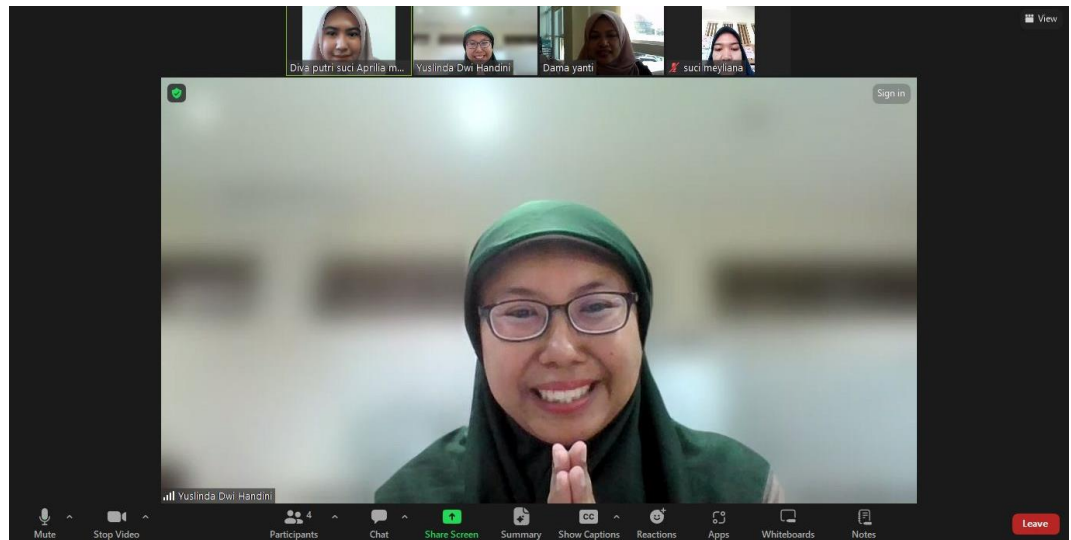 View
Diva putri suci Aprilia m...
Yuslinda Dwi Handini
Dama yanti
suci meyliana
Sign in
Yuslinda Dwi Handini
Mute
Stop Video
4
Participants
Chat
Share Screen
Summary
CC
Show Captions
Reactions
Apps
Whiteboards
Notes
Leave